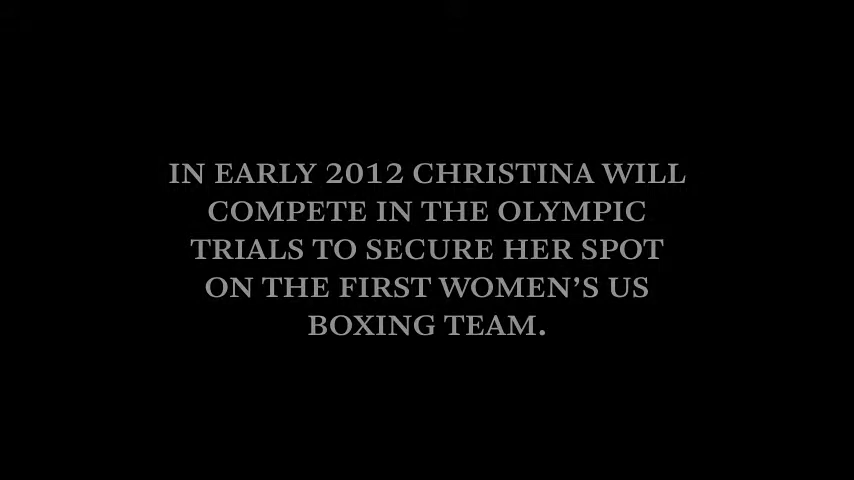 IN EARLY 2012 CHRISTINA WILL
COMPETE IN THE OLYMPIC
TRIALS TO SECURE HER SPOT
ON THE FIRST WOMEN’S US
BOXING TEAM.